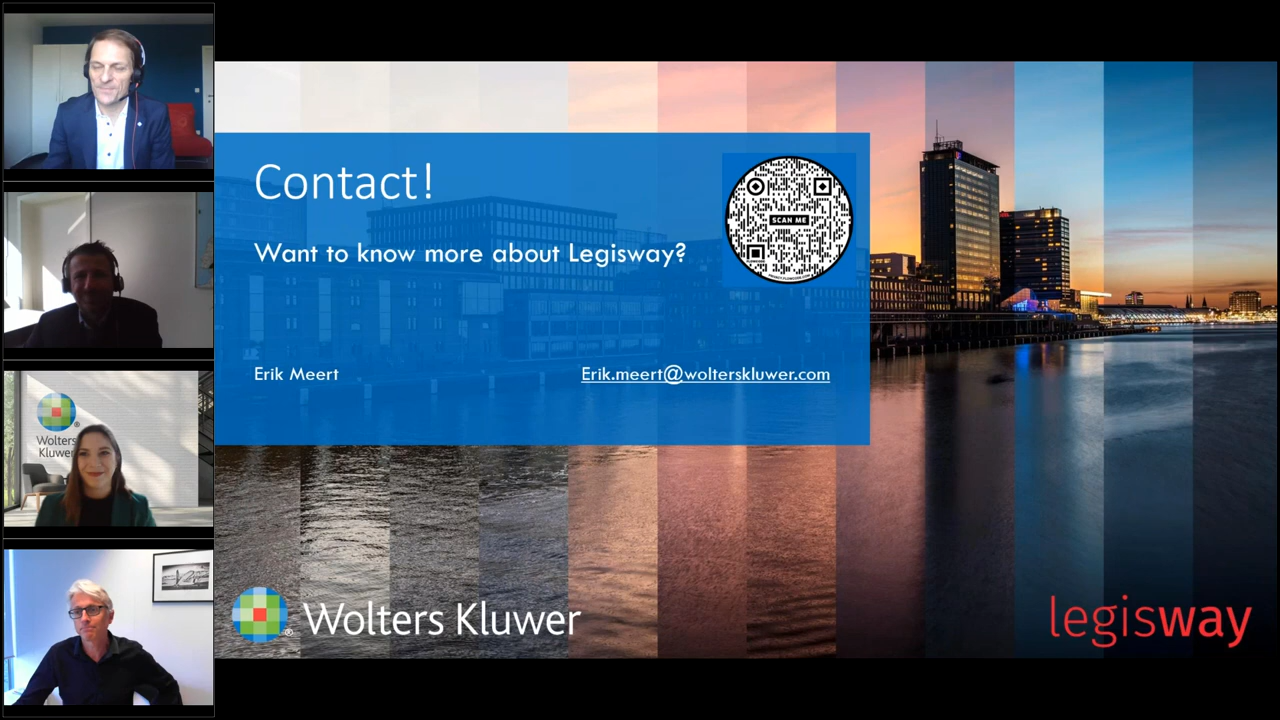 Contact!
SCAN ME
Want to know more about Legisway?
Erik Meert
Erik.meert@wolterskluwer.com
Wolters
Kluwer
Wolters Kluwer
legisway